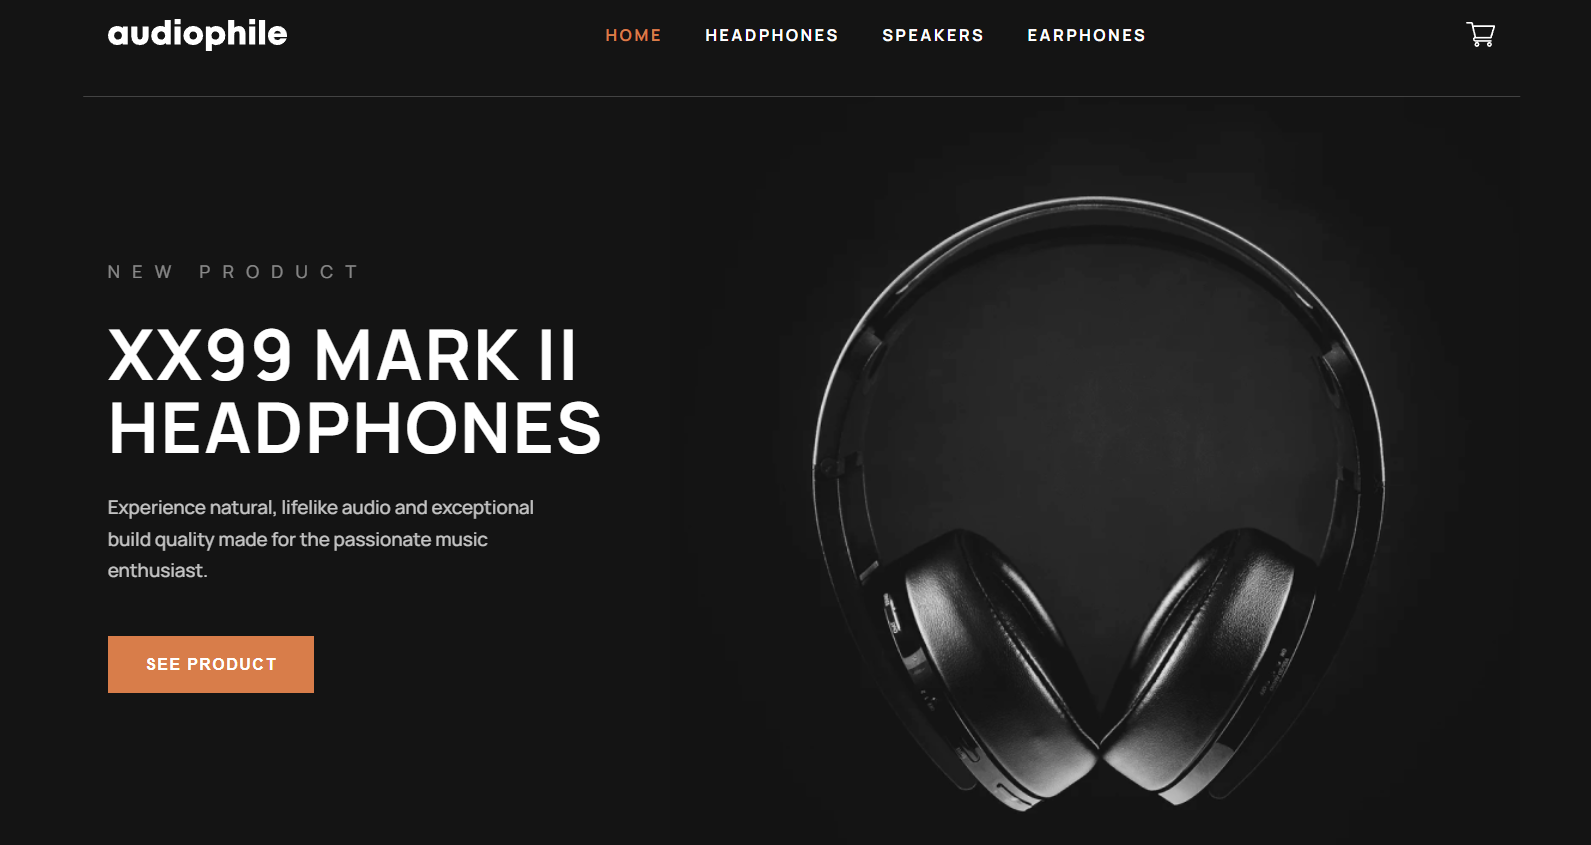 audiophile
HOME HEADPHONES SPEAKERS EARPHONES
NEW PRODUCT
XX99 MARK II
HEADPHONES
Experience natural, lifelike audio and exceptional
build quality made for the passionate music
enthusiast.
SEE PRODUCT